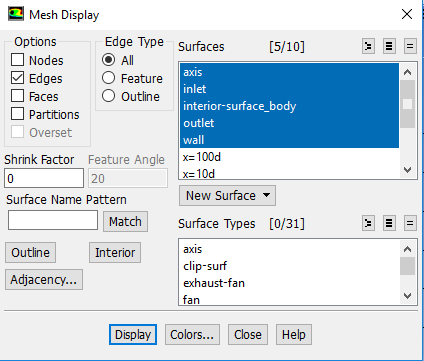 Mesh Display
Options
Nodes
Edges
Faces
Partitions
Overset
Edge Type
All
Feature
Outline
Shrink Factor
Feature Angle
0
20
Surface Name Pattern
Match
Outline
Interior
Adjacency...
Surfaces [5/10]
axis
inlet
interior-surface_body
outlet
wall
x=100d
x=10d
New Surface
Surface Types [0/31]
axis
clip-surf
exhaust-fan
fan
Display
Colors...
Close
Help